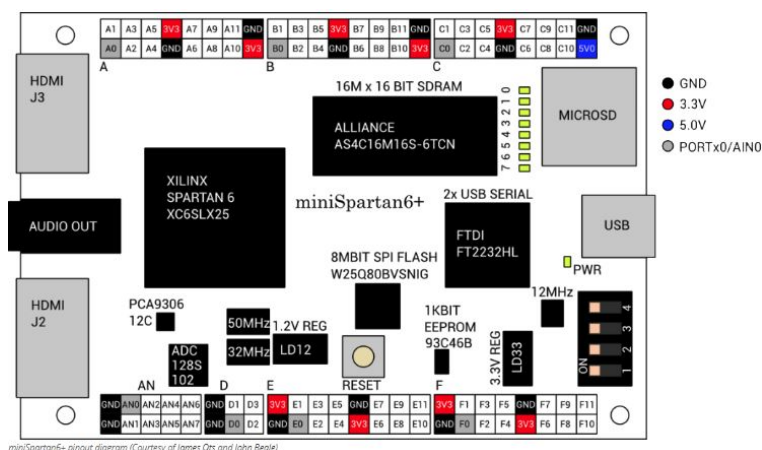 A1 A3 A5 3V3 A7 A9 A11 GND
A0 A2 A4 GND A6 A8 A10 3V3
A
B1 B3 B5 3V3 B7 B9 B11 GND
B0 B2 B4 GND B6 B8 B10 3V3
B
C1 C3 C5 3V3 C7 C9 C11 GND
C0 C2 C4 GND C6 C8 C10 5V0
C
HDMI
J3
16M x 16 BIT SDRAM
ALLIANCE
AS4C16M16S-6TCN
0
1
2
3
4
5
6
7
MICROSD
GND
3.3V
5.0V
PORTx0/AIN0
XILINX
SPARTAN 6
XC6SLX25
miniSpartan6+
2x USB SERIAL
FTDI
FT2232HL
USB
AUDIO OUT
8MBIT SPI FLASH
W25Q80BVSNIG
PWR
HDMI
J2
PCA9306
12C
50MHz
32MHz
1.2V REG
LD12
ADC
128S
102
1KBIT
EEPROM
93C46B
3.3V REG
LD33
12MHz
4
3
2
1
ON
RESET
AN
GND AN0 AN2 AN4 AN6
GND AN1 AN3 AN5 AN7
D
GND D1 D3
GND D0 D2
E
3V3 E1 E3 E5 GND E7 E9 E11
GND E0 E2 E4 3V3 E6 E8 E10
F
3V3 F1 F3 F5 GND F7 F9 F11
GND F0 F2 F4 3V3 F6 F8 F10
miniSpartan6+ pinout diagram (Courtesy of James Ots and John Beale)